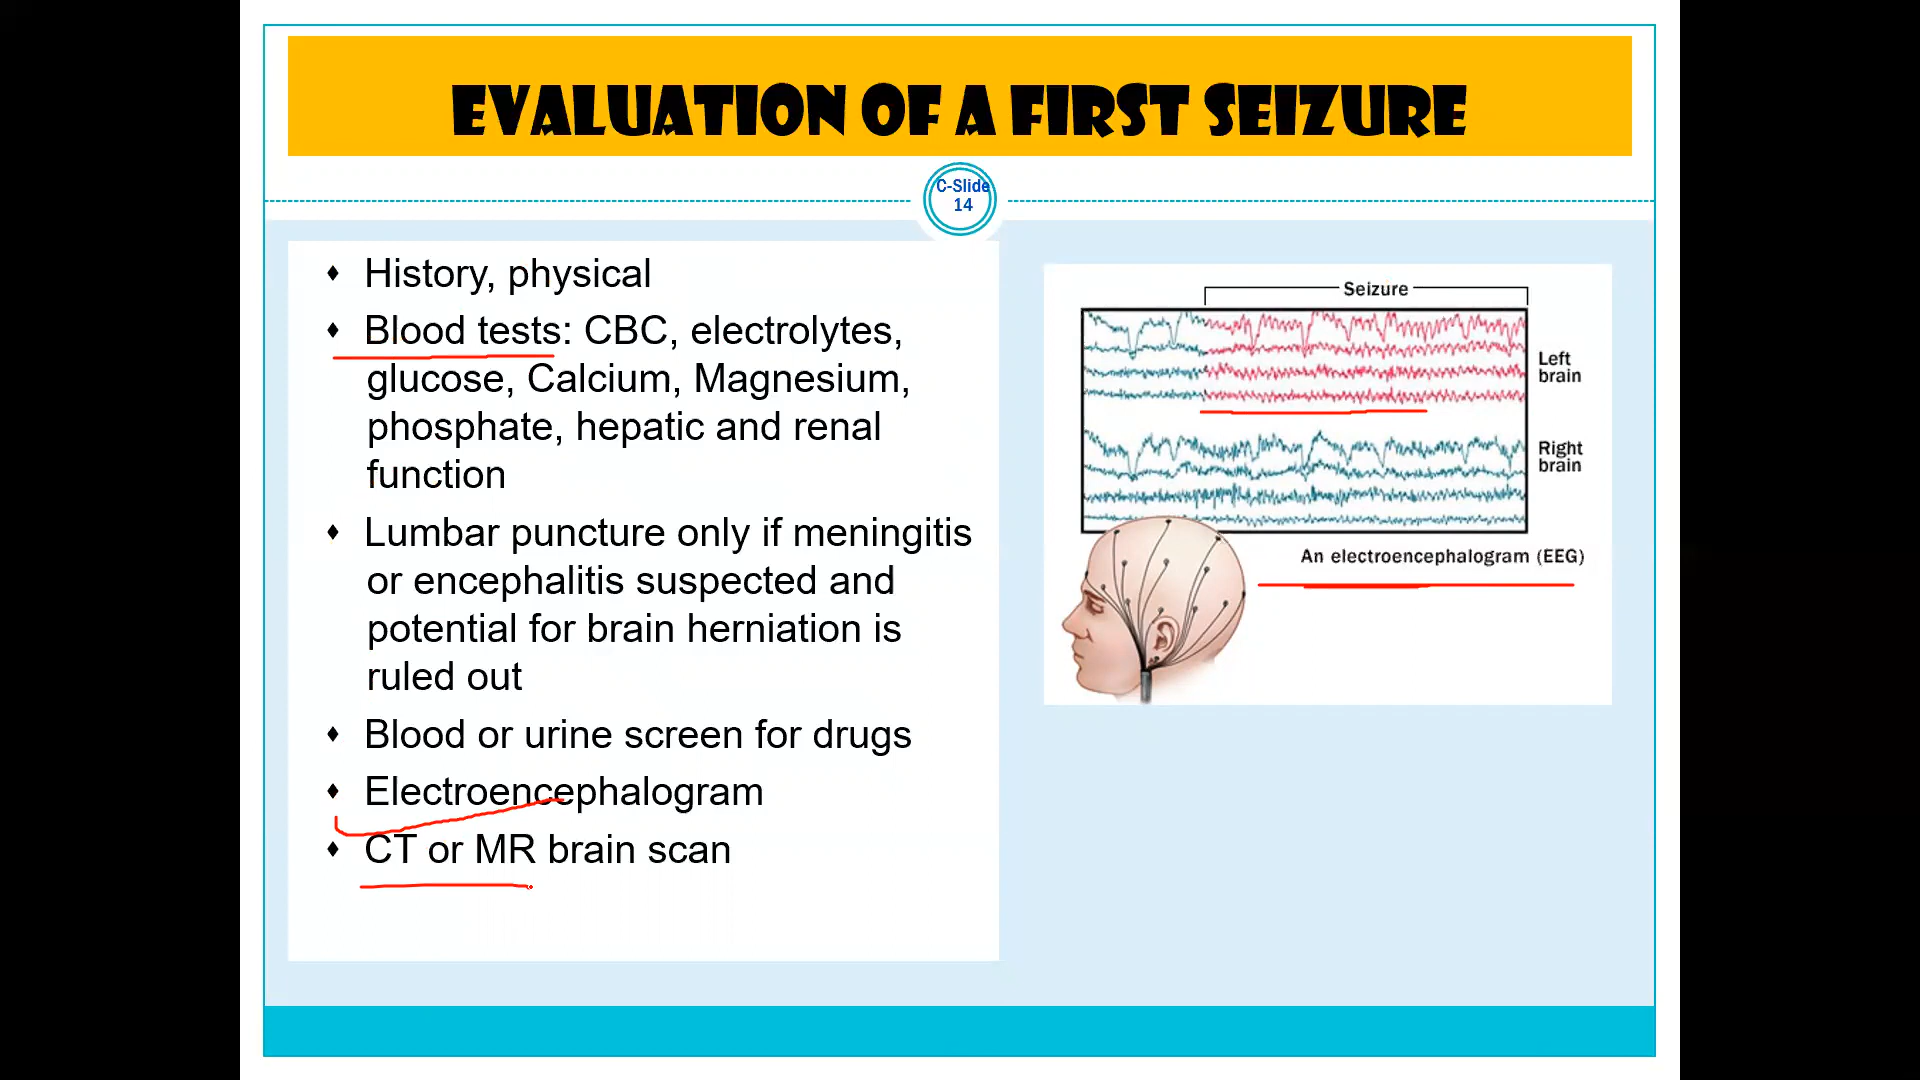 EVALUATION OF A FIRST SEIZURE
C-Slide
14
♦ History, physical
♦ Blood tests: CBC, electrolytes,
glucose, Calcium, Magnesium,
phosphate, hepatic and renal
function
♦ Lumbar puncture only if meningitis
or encephalitis suspected and
potential for brain herniation is
ruled out
♦ Blood or urine screen for drugs
♦ Electroencephalogram
♦ CT or MR brain scan
Seizure
Left
brain
Right
brain
An electroencephalogram (EEG)